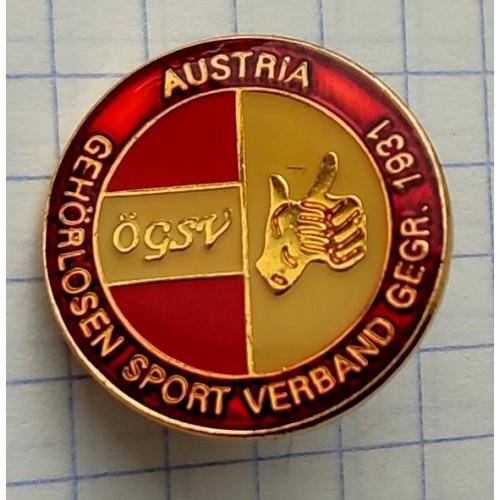 AUSTRIA
GEHÖRLOSEN SPORT VERBAND GEGR. 1931
ÖGSV